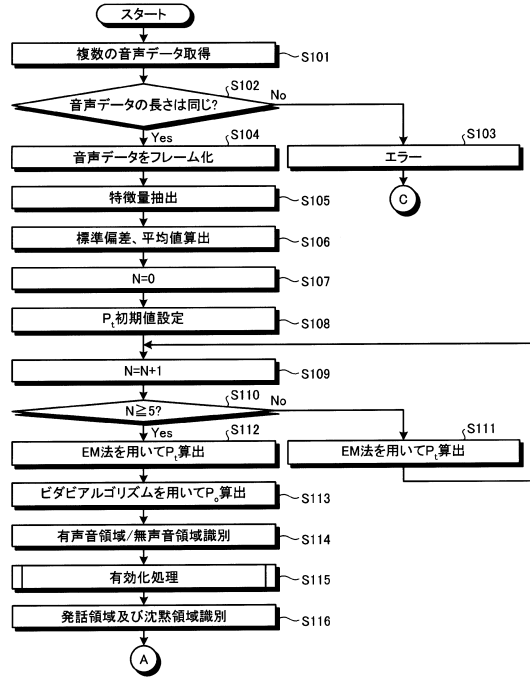 スタート
複数の音声データ取得
S101
音声データの長さは同じ?
S102
No
Yes
S104
音声データをフレーム化
S103
エラー
C
特徴量抽出
S105
標準偏差、平均値算出
S106
N=0
S107
Pt初期値設定
S108
N=N+1
S109
N≧5?
S110
No
Yes
S112
EM法を用いてPt算出
S111
EM法を用いてPt算出
ビダビアルゴリズムを用いてPo算出
S113
有声音領域/無声音領域識別
S114
有効化処理
S115
発話領域及び沈黙領域識別
S116
A